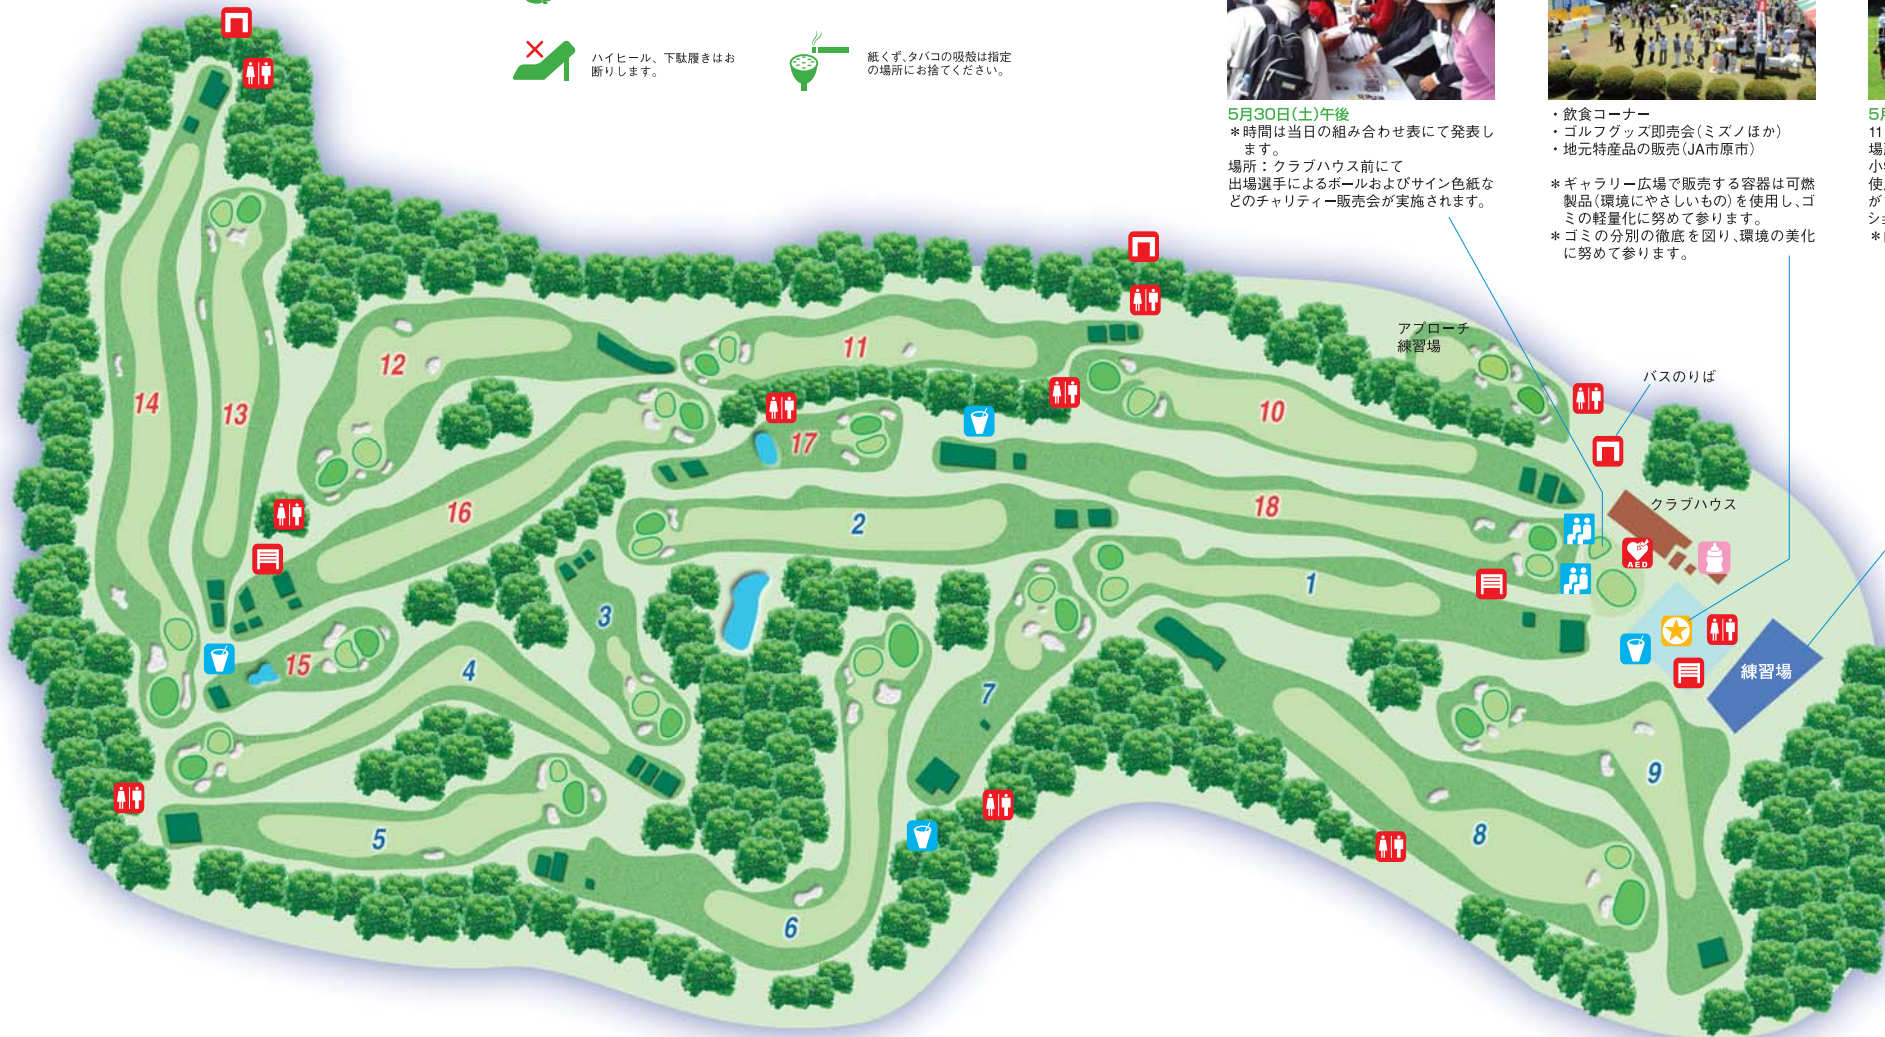 ハイヒール、下駄履きはお
断りします。
紙くず、タバコの吸殻は指定
の場所にお捨てください。
5月30日(土)午後
＊時間は当日の組み合わせ表にて発表し
ます。
場所：クラブハウス前にて
出場選手によるボールおよびサイン色紙な
どのチャリティー販売会が実施されます。
・飲食コーナー
・ゴルフグッズ即売会(ミズノほか)
・地元特産品の販売(JA市原市)
＊ギャラリー広場で販売する容器は可燃
製品(環境にやさしいもの)を使用し、ゴ
ミの軽量化に努めて参ります。
＊ゴミの分別の徹底を図り、環境の美化
に努めて参ります。
5月
11
場
小
使
が
シ
アプローチ
練習場
バスのりば
クラブハウス
AED
練習場
14
13
12
11
10
17
16
18
2
1
3
15
4
7
5
6
8
9